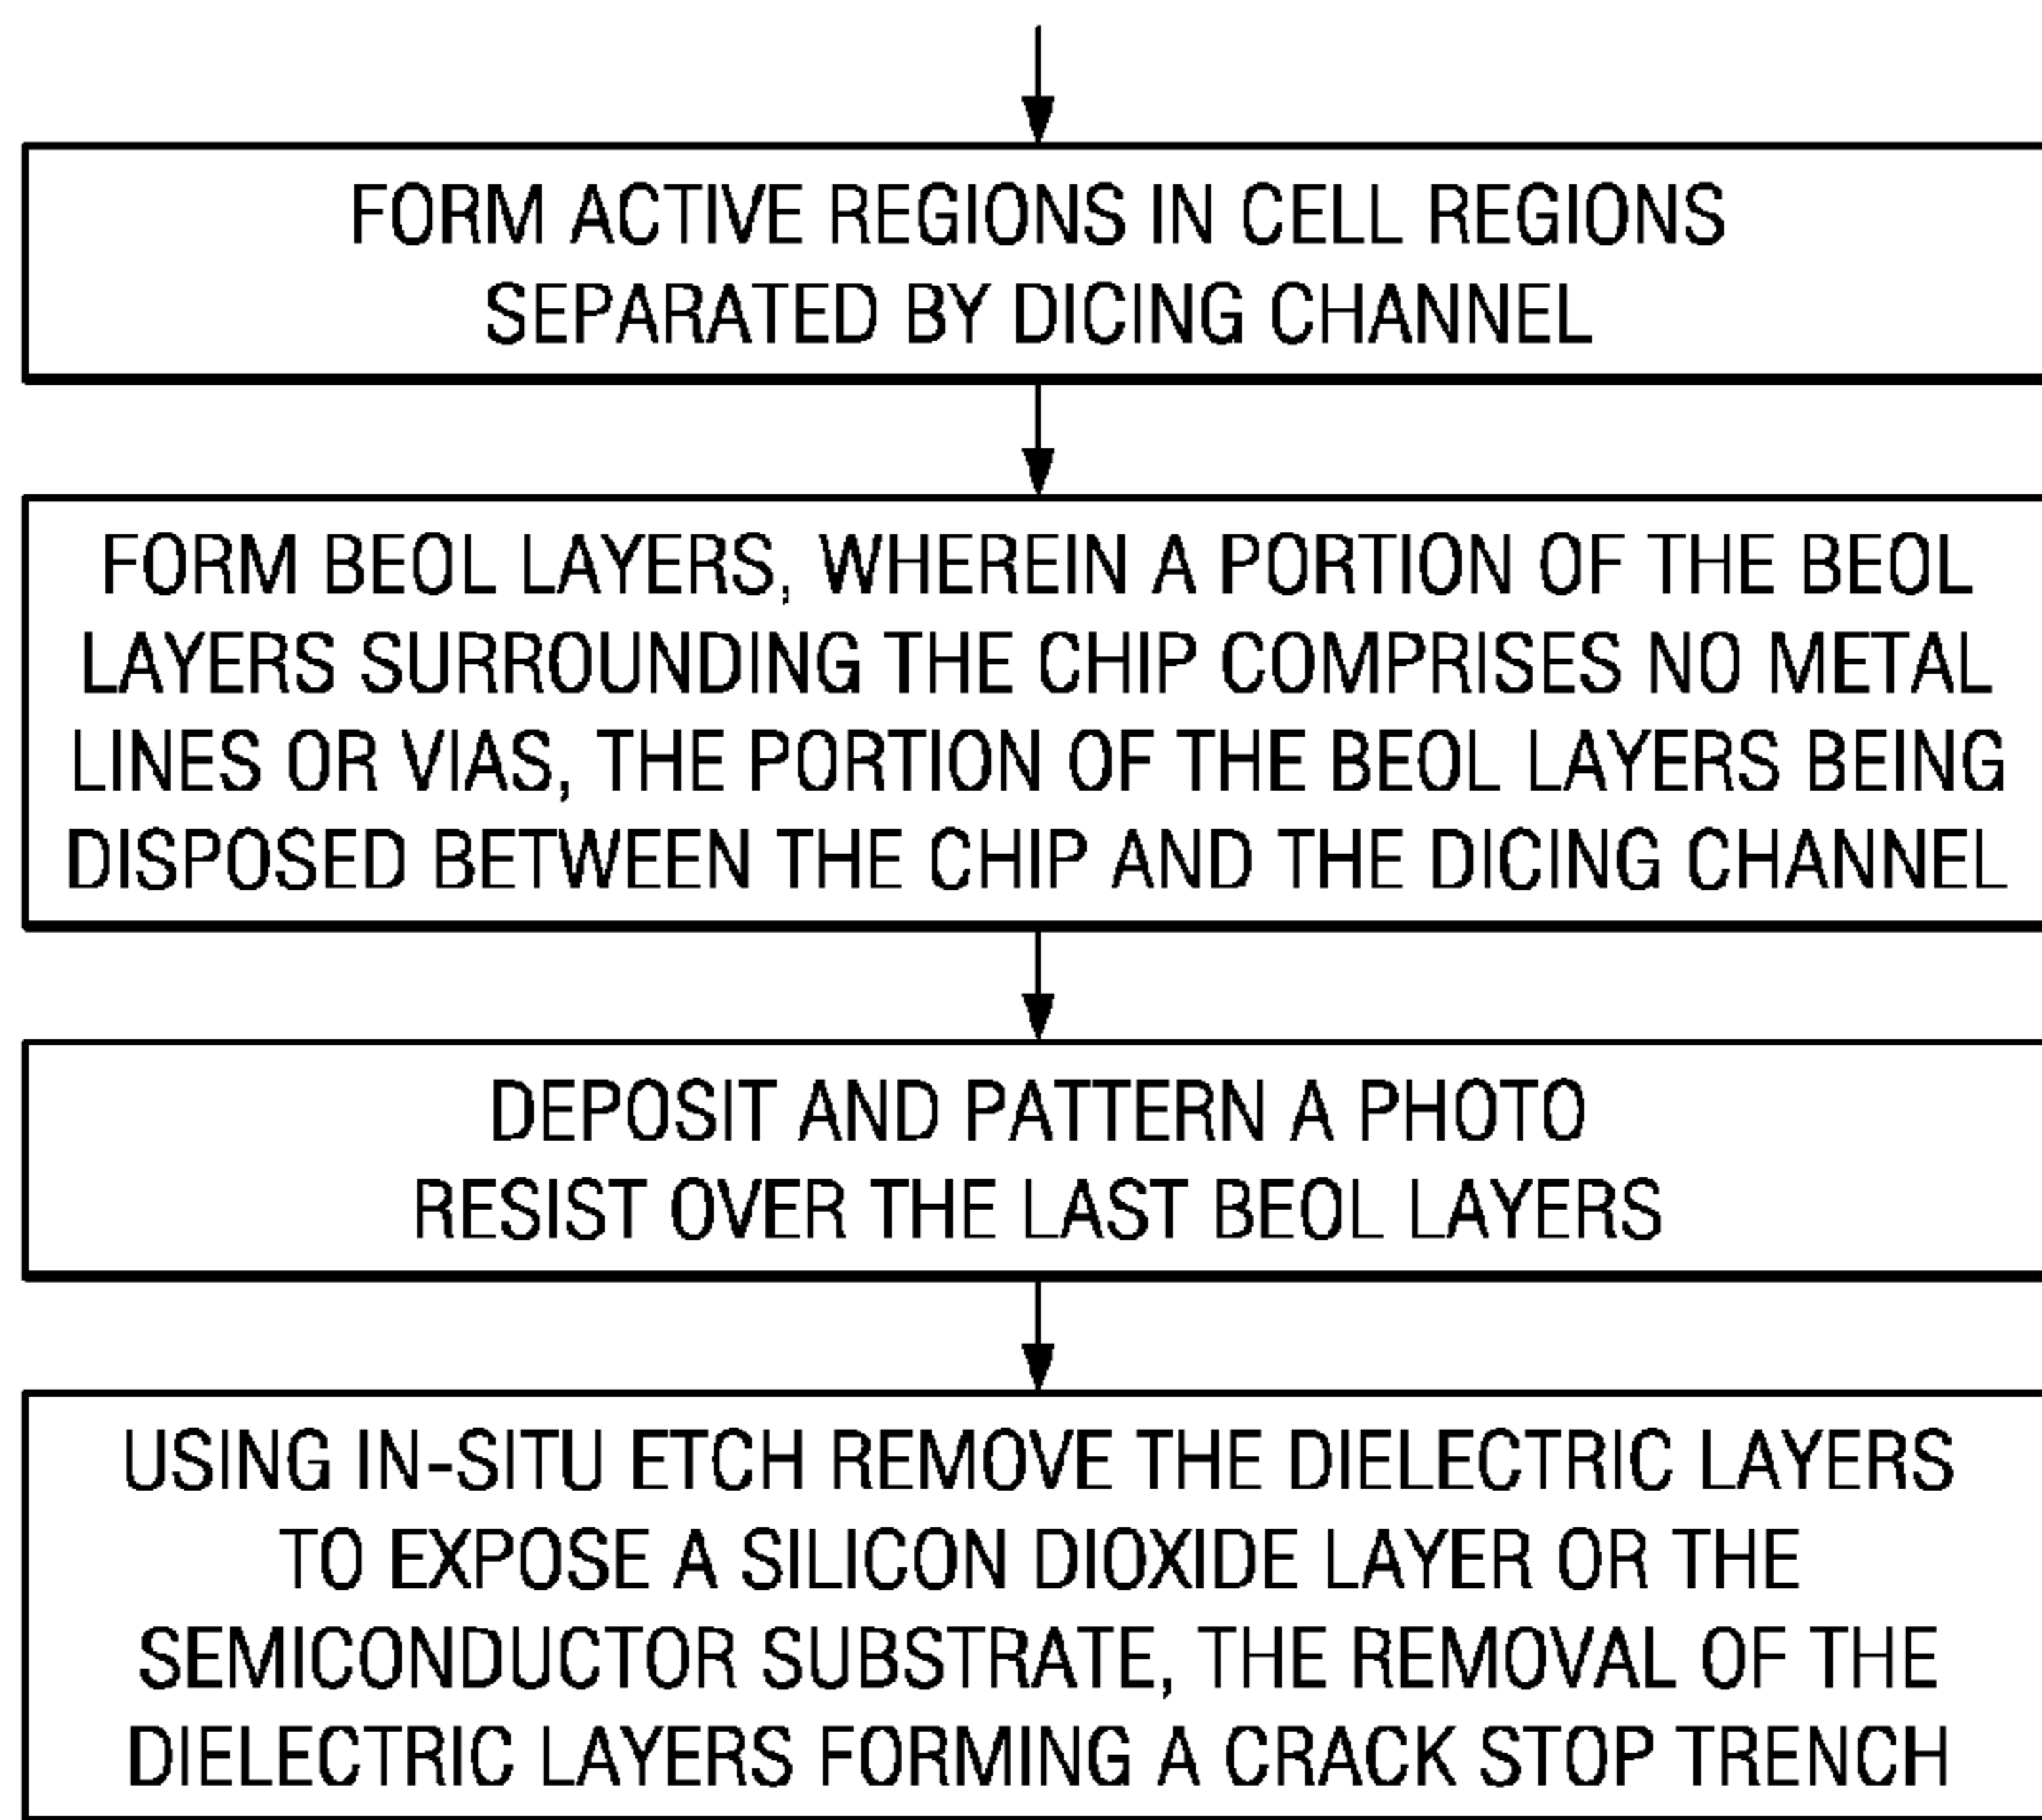 FORM ACTIVE REGIONS IN CELL REGIONS
SEPARATED BY DICING CHANNEL
FORM BEOL LAYERS, WHEREIN A PORTION OF THE BEOL
LAYERS SURROUNDING THE CHIP COMPRISES NO METAL
LINES OR VIAS, THE PORTION OF THE BEOL LAYERS BEING
DISPOSED BETWEEN THE CHIP AND THE DICING CHANNEL
DEPOSIT AND PATTERN A PHOTO
RESIST OVER THE LAST BEOL LAYERS
USING IN-SITU ETCH REMOVE THE DIELECTRIC LAYERS
TO EXPOSE A SILICON DIOXIDE LAYER OR THE
SEMICONDUCTOR SUBSTRATE, THE REMOVAL OF THE
DIELECTRIC LAYERS FORMING A CRACK STOP TRENCH